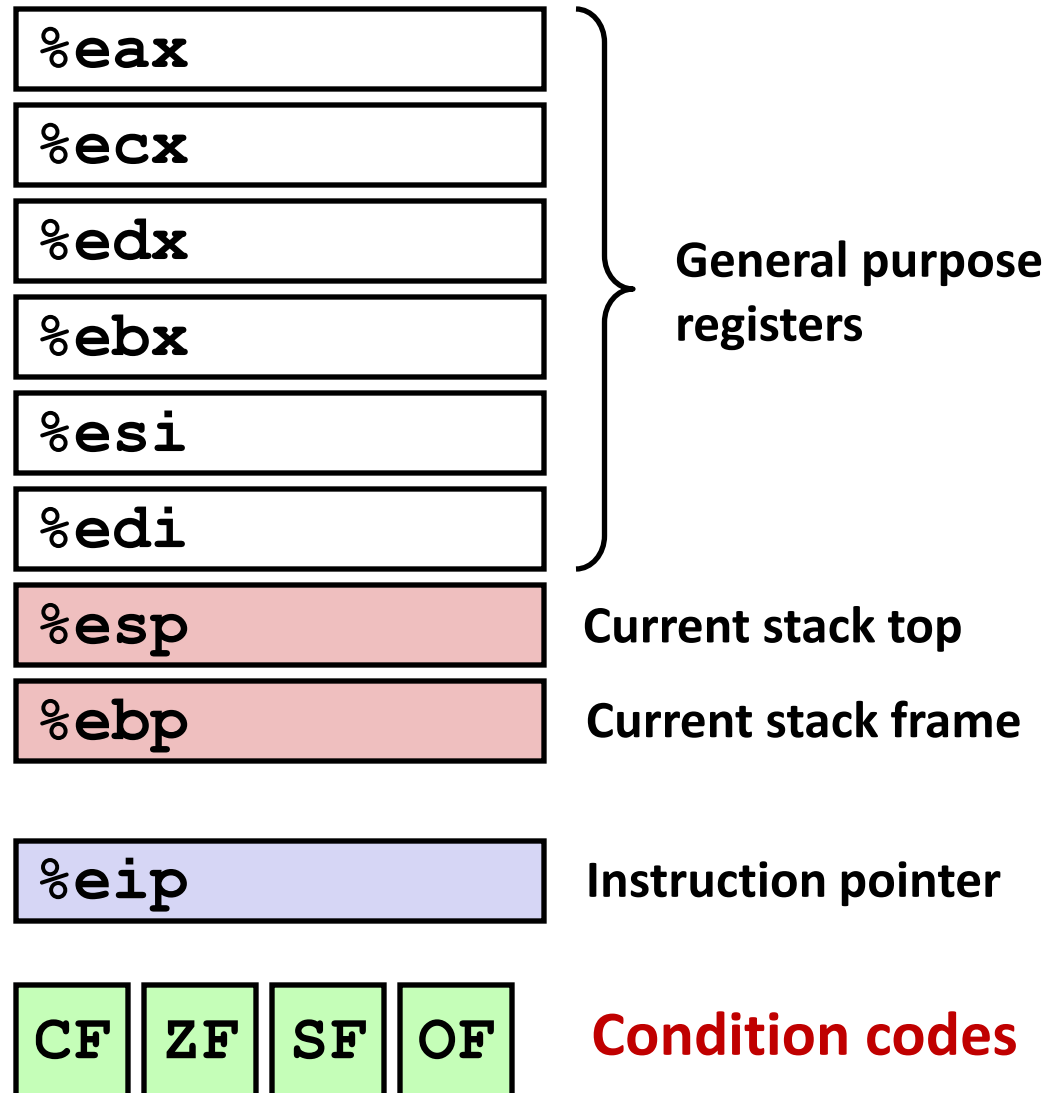 %eax
%ecx
%edx
General purpose
registers
%ebx
%esi
%edi
%esp
Current stack top
%ebp
Current stack frame
%eip
Instruction pointer
CF ZF SF OF
Condition codes